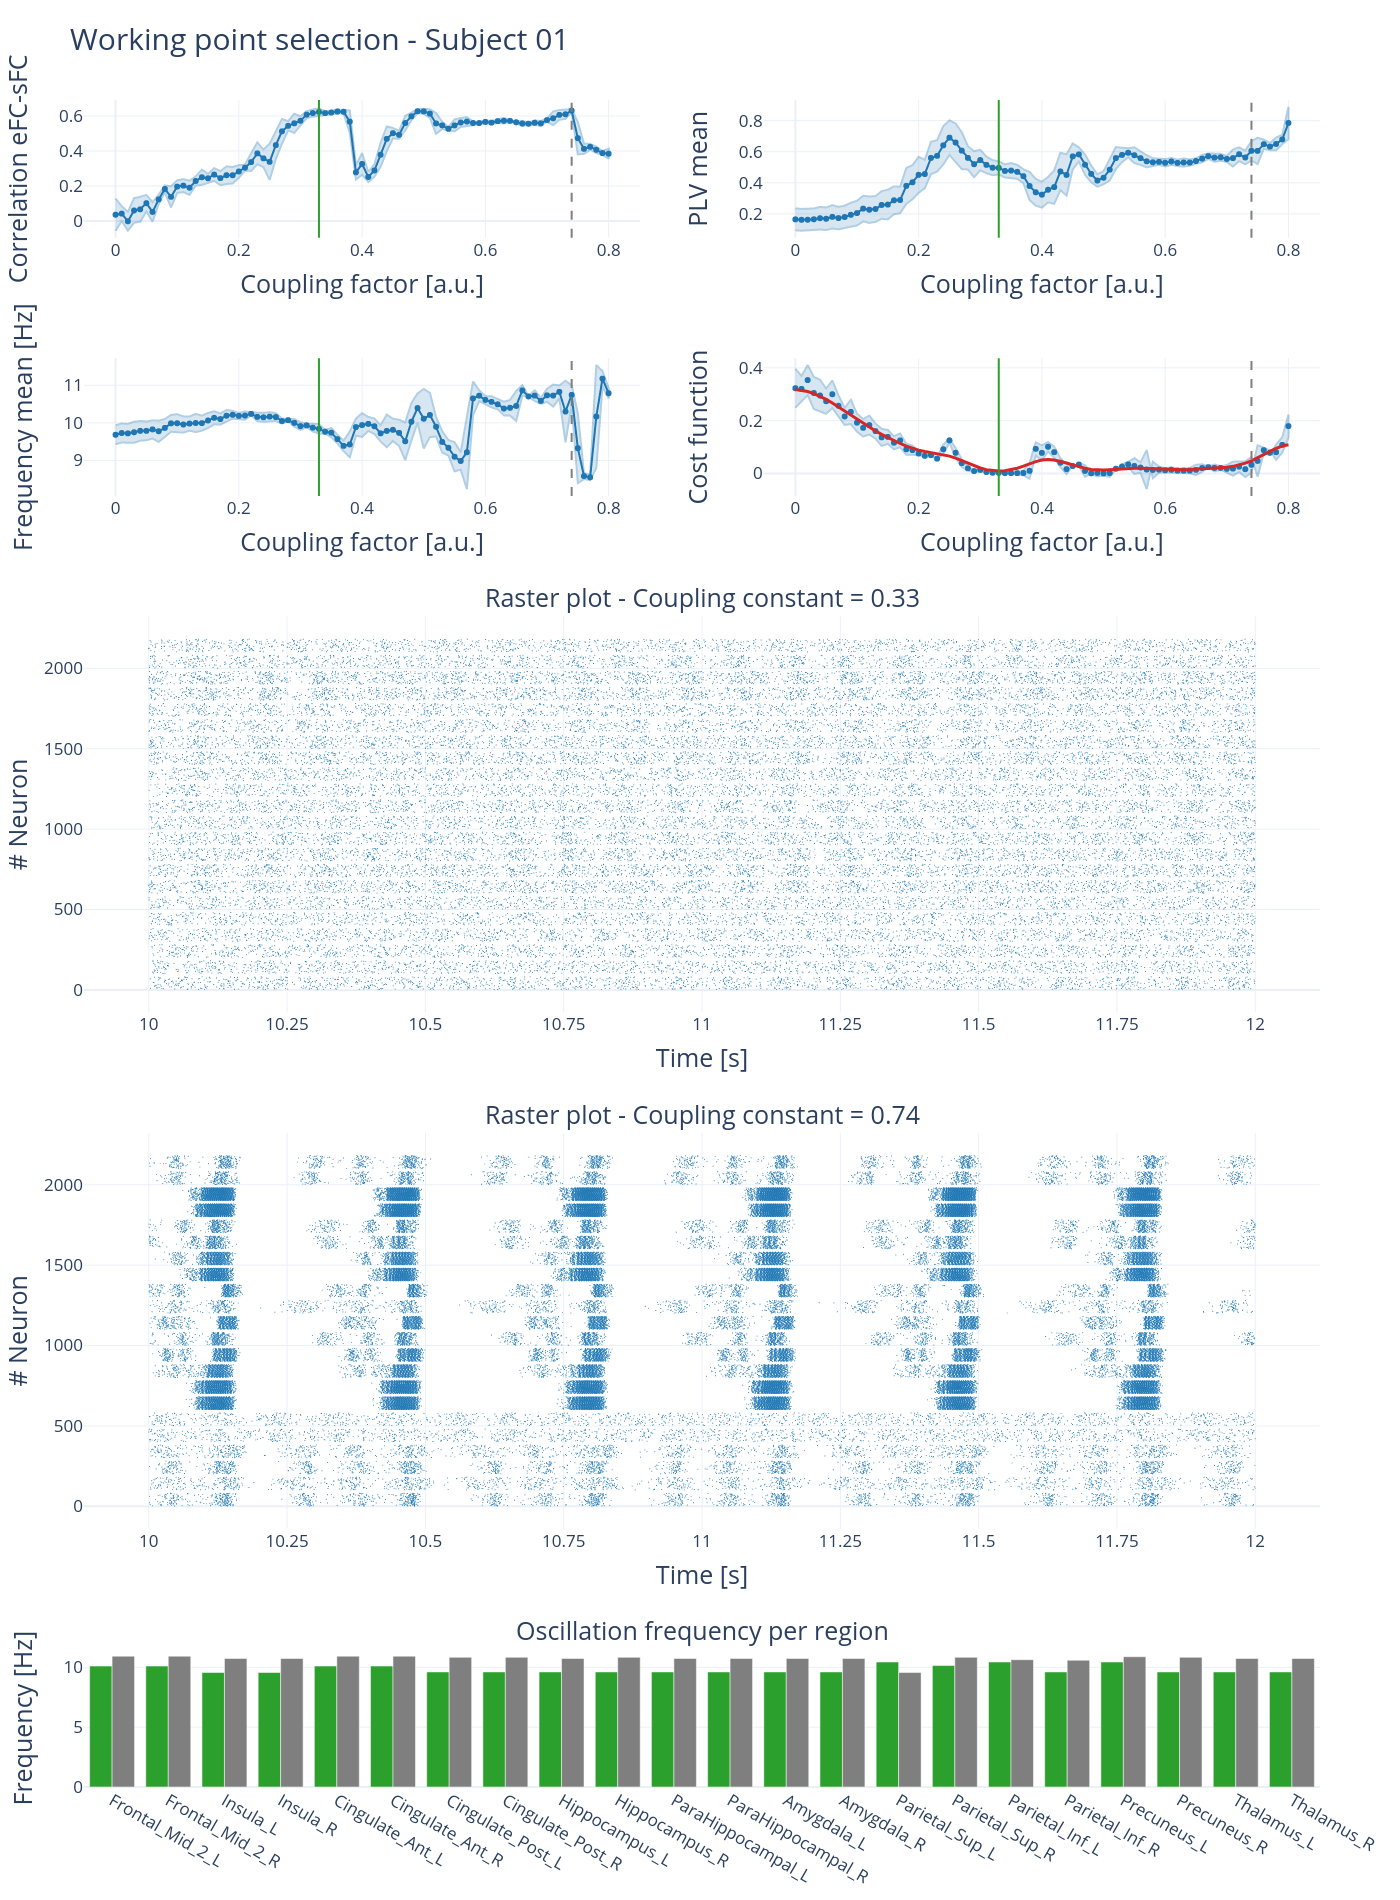 Working point selection - Subject 01
Correlation eFC-sFC
0.6
0.4
0.2
0
0
0.2
0.4
0.6
0.8
Coupling factor [a.u.]
PLV mean
0.8
0.6
0.4
0.2
0
0.2
0.4
0.6
0.8
Coupling factor [a.u.]
Frequency mean [Hz]
11
10
9
0
0.2
0.4
0.6
0.8
Coupling factor [a.u.]
Cost function
0.4
0.2
0
0
0.2
0.4
0.6
0.8
Coupling factor [a.u.]
Raster plot - Coupling constant = 0.33
# Neuron
2000
1500
1000
500
0
10
10.25
10.5
10.75
11
11.25
11.5
11.75
12
Time [s]
Raster plot - Coupling constant = 0.74
# Neuron
2000
1500
1000
500
0
10
10.25
10.5
10.75
11
11.25
11.5
11.75
12
Time [s]
Oscillation frequency per region
Frequency [Hz]
10
5
0
Frontal_Mid_2_L
Frontal_Mid_2_R
Insula_L
Insula_R
Cingulate_Ant_L
Cingulate_Ant_R
Cingulate_Post_L
Cingulate_Post_R
Hippocampus_L
Hippocampus_R
ParaHippocampal_L
ParaHippocampal_R
Amygdala_L
Amygdala_R
Parietal_Sup_L
Parietal_Sup_R
Parietal_Inf_L
Parietal_Inf_R
Precuneus_L
Precuneus_R
Thalamus_L
Thalamus_R